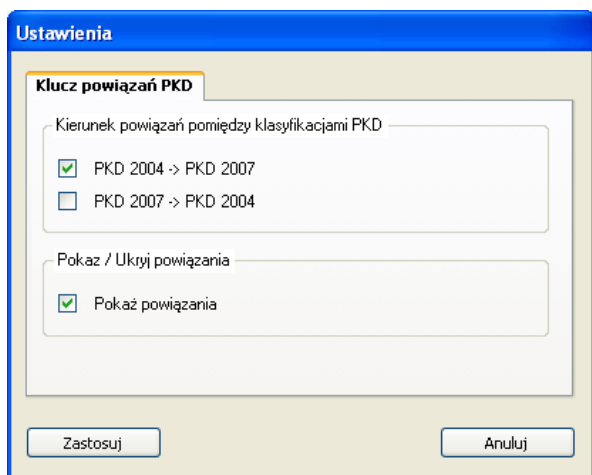 Ustawienia
Klucz powiązań PKD
Kierunek powiązań pomiędzy klasyfikacjami PKD
PKD 2004 -> PKD 2007
PKD 2007 -> PKD 2004
Pokaz / Ukryj powiązania
Pokaż powiązania
Zastosuj
Anuluj